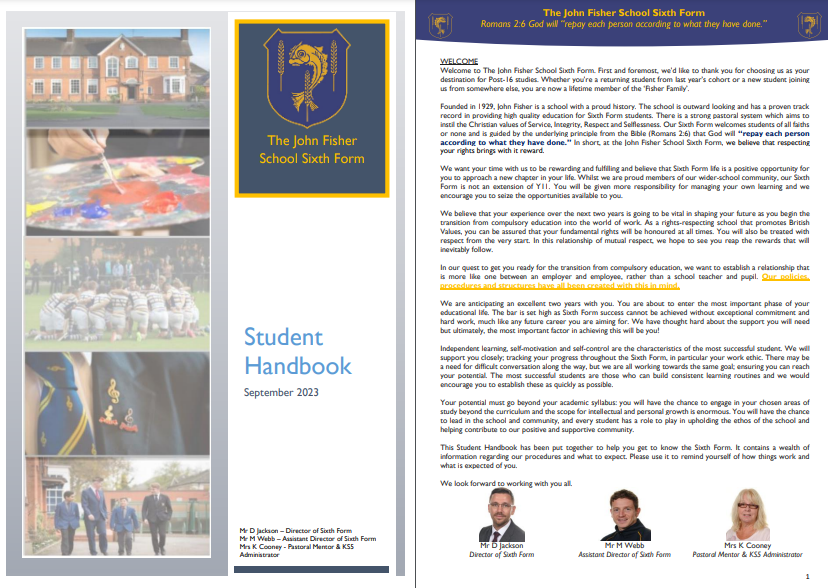 The John Fisher
School Sixth Form
Student
Handbook
September 2023
Mr D Jackson – Director of Sixth Form
Mr M Webb – Assistant Director of Sixth Form
Mrs K Cooney - Pastoral Mentor & KS5
Administrator
The John Fisher School Sixth Form
Romans 2:6 God will "repay each person according to what they have done."
WELCOME
Welcome to The John Fisher School Sixth Form. First and foremost, we'd like to thank you for choosing us as your
destination for Post-16 studies. Whether you're a returning student from last year's cohort or a new student joining
us from somewhere else, you are now a lifetime member of the 'Fisher Family'.
Founded in 1929, John Fisher is a school with a proud history. The school is outward looking and has a proven track
record in providing high quality education for Sixth Form students. There is a strong pastoral system which aims to
instil the Christian values of Service, Integrity, Respect and Selflessness. Our Sixth Form welcomes students of all faiths
or none and is guided by the underlying principle from the Bible (Romans 2:6) that God will "repay each person
according to what they have done." In short, at the John Fisher School Sixth Form, we believe that respecting
your rights brings with it reward.
We want your time with us to be rewarding and fulfilling and believe that Sixth Form life is a positive opportunity for
you to approach a new chapter in your life. Whilst we are proud members of our wider-school community, our Sixth
Form is not an extension of Y11. You will be given more responsibility for managing your own learning and we
encourage you to seize the opportunities available to you.
We believe that your experience over the next two years is going to be vital in shaping your future as you begin the
transition from compulsory education into the world of work. As a rights-respecting school that promotes British
Values, you can be assured that your fundamental rights will be honoured at all times. You will also be treated with
respect from the very start. In this relationship of mutual respect, we hope to see you reap the rewards that will
inevitably follow.
In our quest to get you ready for the transition from compulsory education, we want to establish a relationship that
is more like one between an employer and employee, rather than a school teacher and pupil. Our policies,
procedures and structures have all been created with this in mind.
We are anticipating an excellent two years with you. You are about to enter the most important phase of your
educational life. The bar is set high as Sixth Form success cannot be achieved without exceptional commitment and
hard work, much like any future career you are aiming for. We have thought hard about the support you will need
but ultimately, the most important factor in achieving this will be you!
Independent learning, self-motivation and self-control are the characteristics of the most successful student. We will
support you closely; tracking your progress throughout the Sixth Form, in particular your work ethic. There may be
a need for difficult conversation along the way, but we are all working towards the same goal; ensuring you can reach
your potential. The most successful students are those who can build consistent learning routines and we would
encourage you to establish these as quickly as possible.
Your potential must go beyond your academic syllabus: you will have the chance to engage in your chosen areas of
study beyond the curriculum and the scope for intellectual and personal growth is enormous. You will have the chance
to lead in the school and community, and every student has a role to play in upholding the ethos of the school and
helping contribute to our positive and supportive community.
This Student Handbook has been put together to help you get to know the Sixth Form. It contains a wealth of
information regarding our procedures and what to expect. Please use it to remind yourself of how things work and
what is expected of you.
We look forward to working with you all.
Mr D Jackson
Director of Sixth Form
Mr M Webb
Assistant Director of Sixth Form
Mrs K Cooney
Pastoral Mentor & KS5 Administrator
1